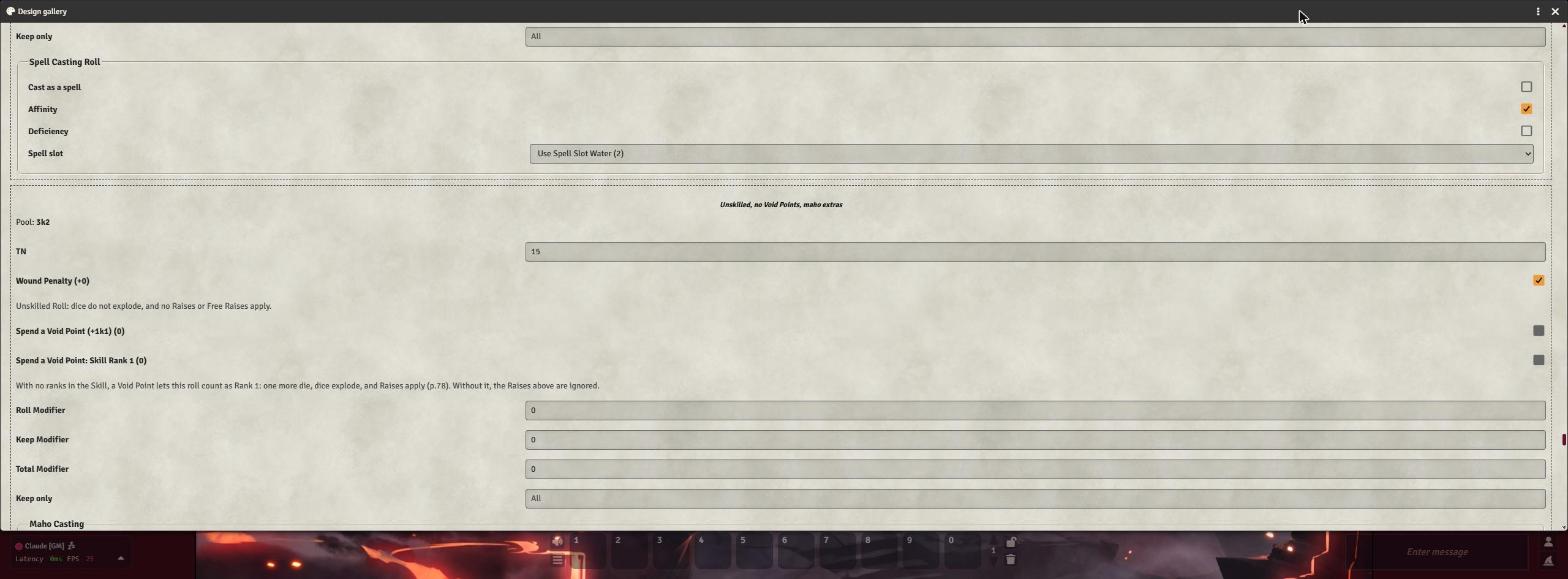 Design gallery
Keep only
All
Spell Casting Roll
Cast as a spell
Affinity
Deficiency
Spell slot
Use Spell Slot Water (2)
Unskilled, no Void Points, maho extras
Pool: 3k2
TN
15
Wound Penalty (+0)
Unskilled Roll: dice do not explode, and no Raises or Free Raises apply.
Spend a Void Point (+1k1) (0)
Spend a Void Point: Skill Rank 1 (0)
With no ranks in the Skill, a Void Point lets this roll count as Rank 1: one more die, dice explode, and Raises apply (p.78). Without it, the Raises above are ignored.
Roll Modifier
0
Keep Modifier
0
Total Modifier
0
Keep only
All
Maho Casting
Claude [GM]
Latency 0ms FPS 25
1 2 3 4 5 6 7 8 9 0
1
Enter message